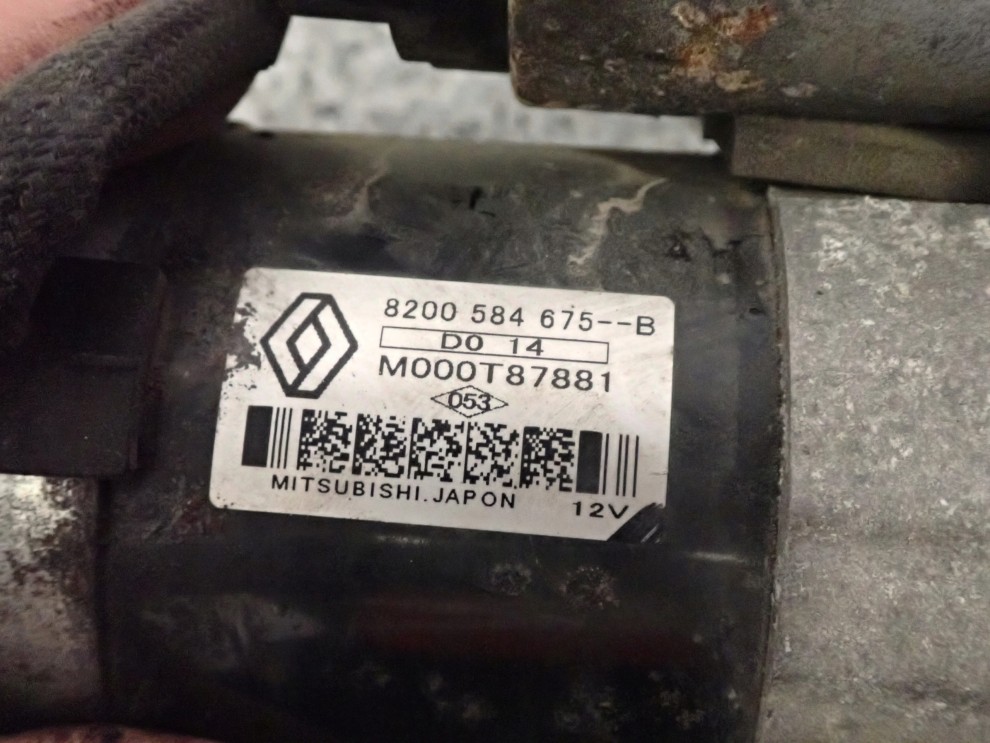 8200 584 675--B
D0 14
M000T87881
053
MITSUBISHI.JAPON
12V